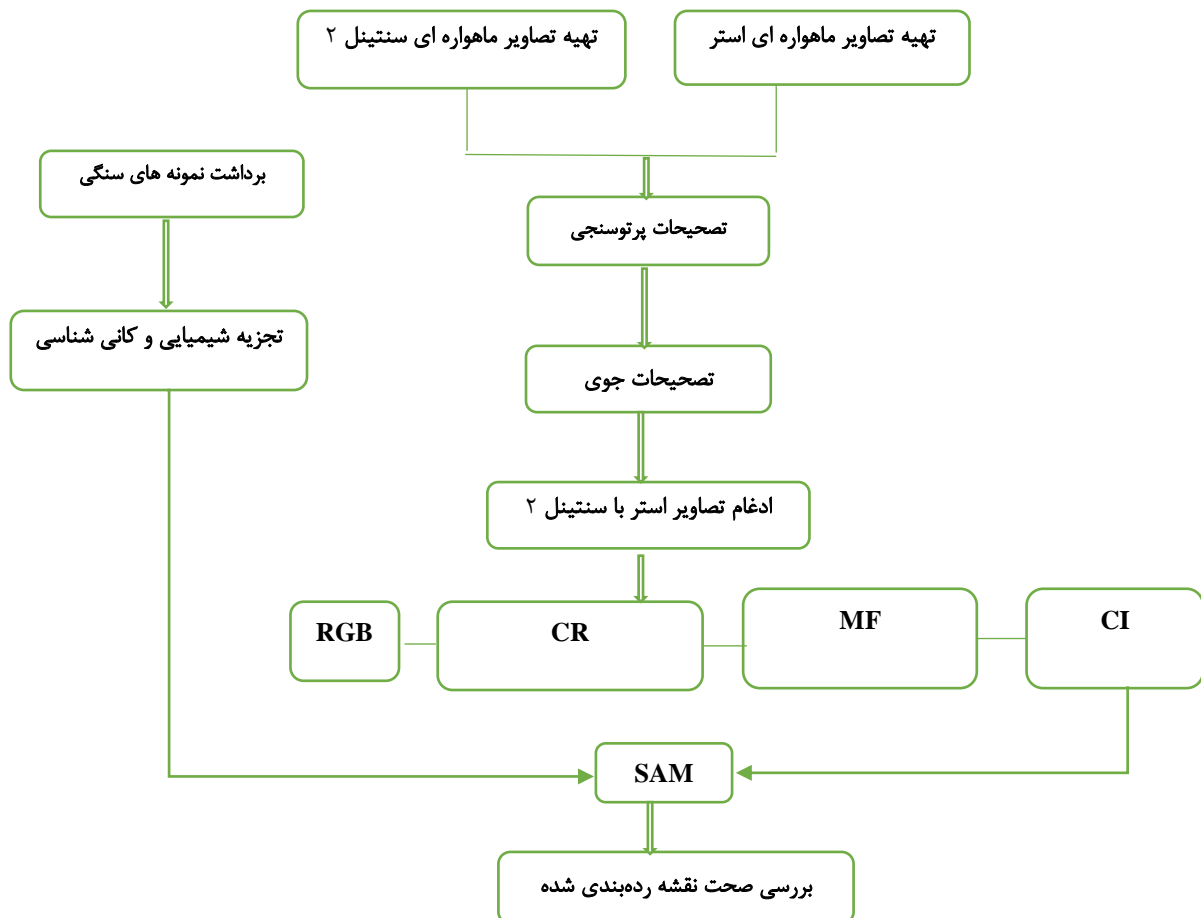 تهیه تصاویر ماهواره ای استر
تهیه تصاویر ماهواره ای سنتینل ۲
برداشت نمونه های سنگی
تصحیحات پرتوسنجی
تجزیه شیمیایی و کانی شناسی
تصحیحات جوی
ادغام تصاویر استر با سنتینل ۲
RGB
CR
MF
CI
SAM
بررسی صحت نقشه رده‌بندی شده